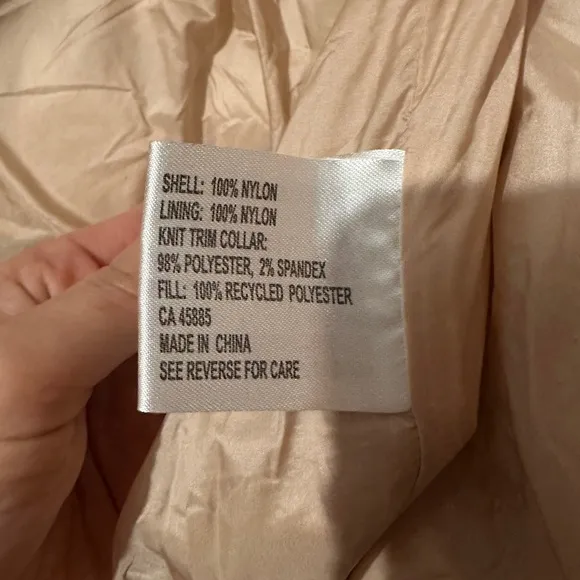 SHELL: 100% NYLON
LINING: 100% NYLON
KNIT TRIM COLLAR:
98% POLYESTER, 2% SPANDEX
FILL: 100% RECYCLED POLYESTER
CA 45885
MADE IN CHINA
SEE REVERSE FOR CARE